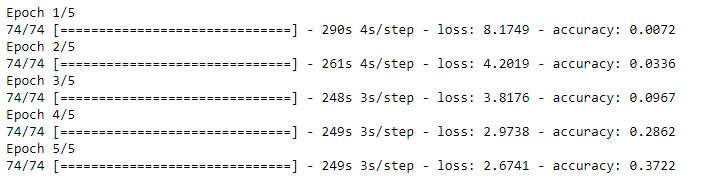 Epoch 1/5
74/74 [==============================] - 290s 4s/step - loss: 8.1749 - accuracy: 0.0072
Epoch 2/5
74/74 [==============================] - 261s 4s/step - loss: 4.2019 - accuracy: 0.0336
Epoch 3/5
74/74 [==============================] - 248s 3s/step - loss: 3.8176 - accuracy: 0.0967
Epoch 4/5
74/74 [==============================] - 249s 3s/step - loss: 2.9738 - accuracy: 0.2862
Epoch 5/5
74/74 [==============================] - 249s 3s/step - loss: 2.6741 - accuracy: 0.3722